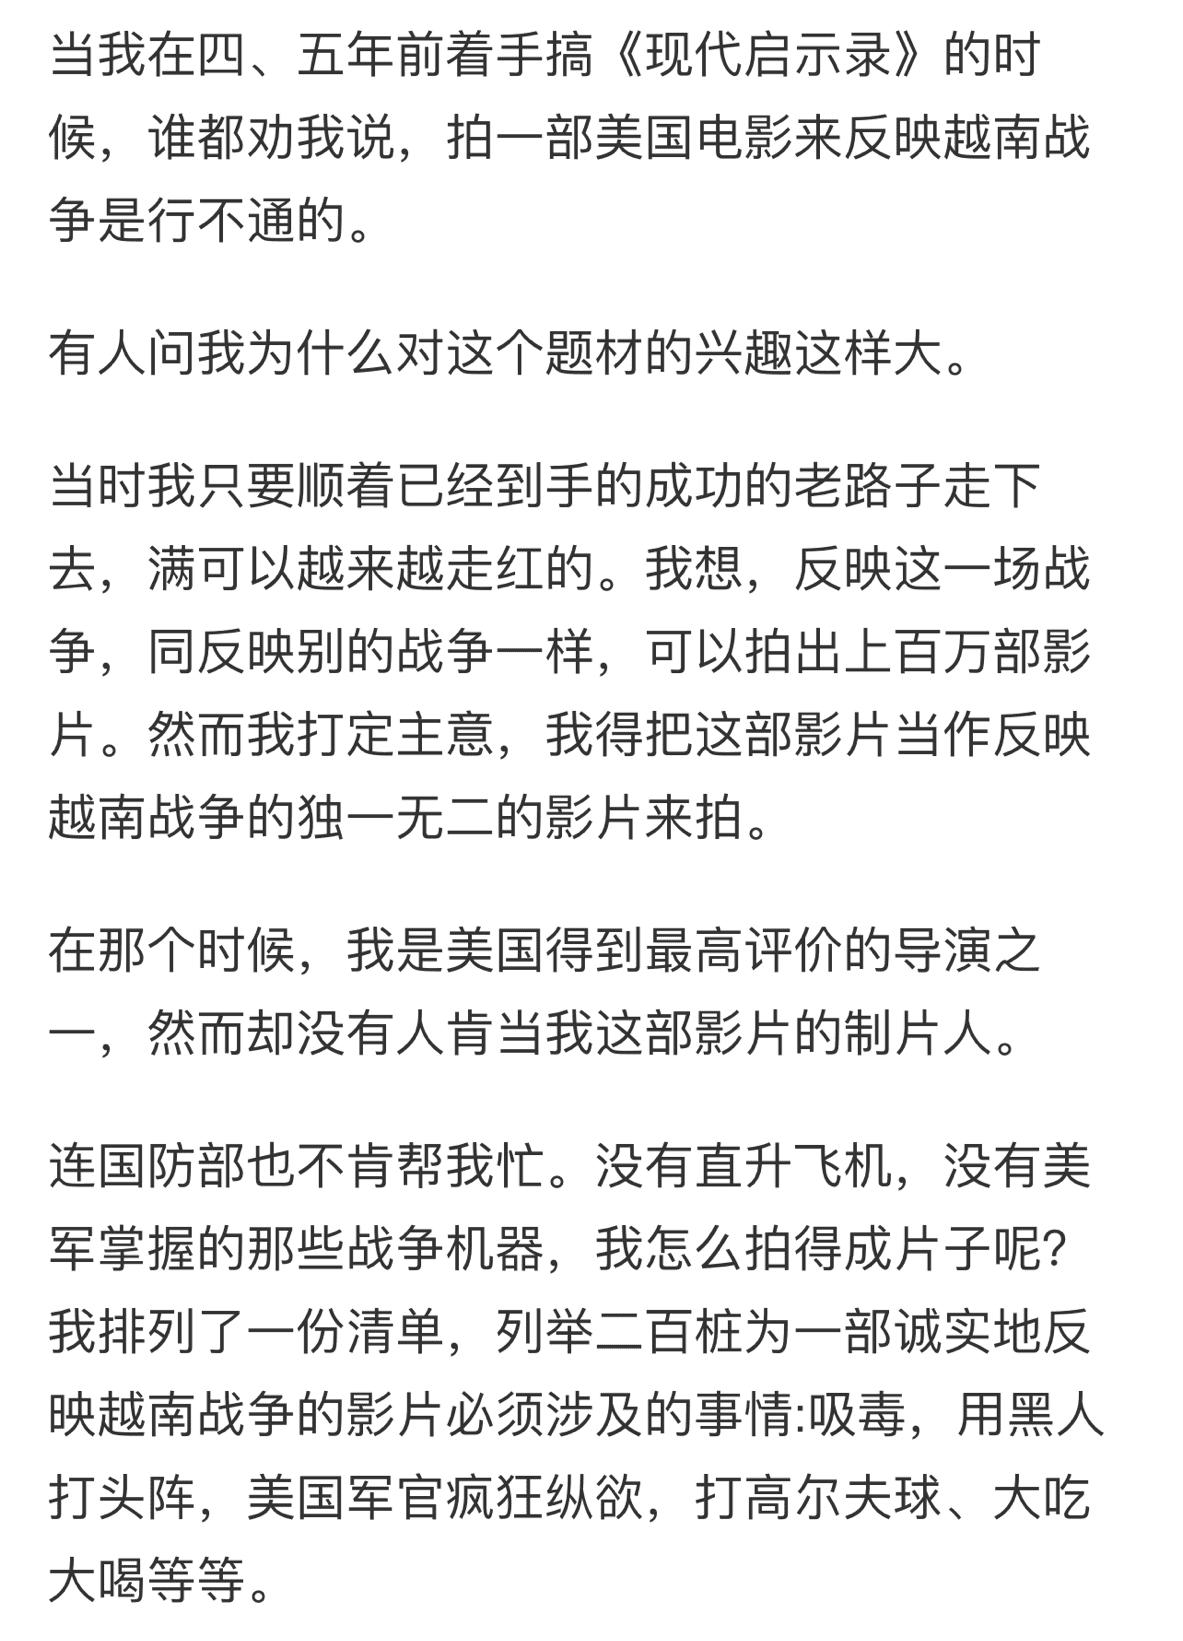 当我在四、五年前着手搞《现代启示录》的时
候，谁都劝我说，拍一部美国电影来反映越南战
争是行不通的。
有人问我为什么对这个题材的兴趣这样大。
当时我只要顺着已经到手的成功的老路子走下
去，满可以越来越走红的。我想，反映这一场战
争，同反映别的战争一样，可以拍出上百万部影
片。然而我打定主意，我得把这部影片当作反映
越南战争的独一无二的影片来拍。
在那个时候，我是美国得到最高评价的导演之
一，然而却没有人肯当我这部影片的制片人。
连国防部也不肯帮我忙。没有直升飞机，没有美
军掌握的那些战争机器，我怎么拍得成片子呢?
我排列了一份清单，列举二百桩为一部诚实地反
映越南战争的影片必须涉及的事情:吸毒，用黑人
打头阵，美国军官疯狂纵欲，打高尔夫球、大吃
大喝等等。